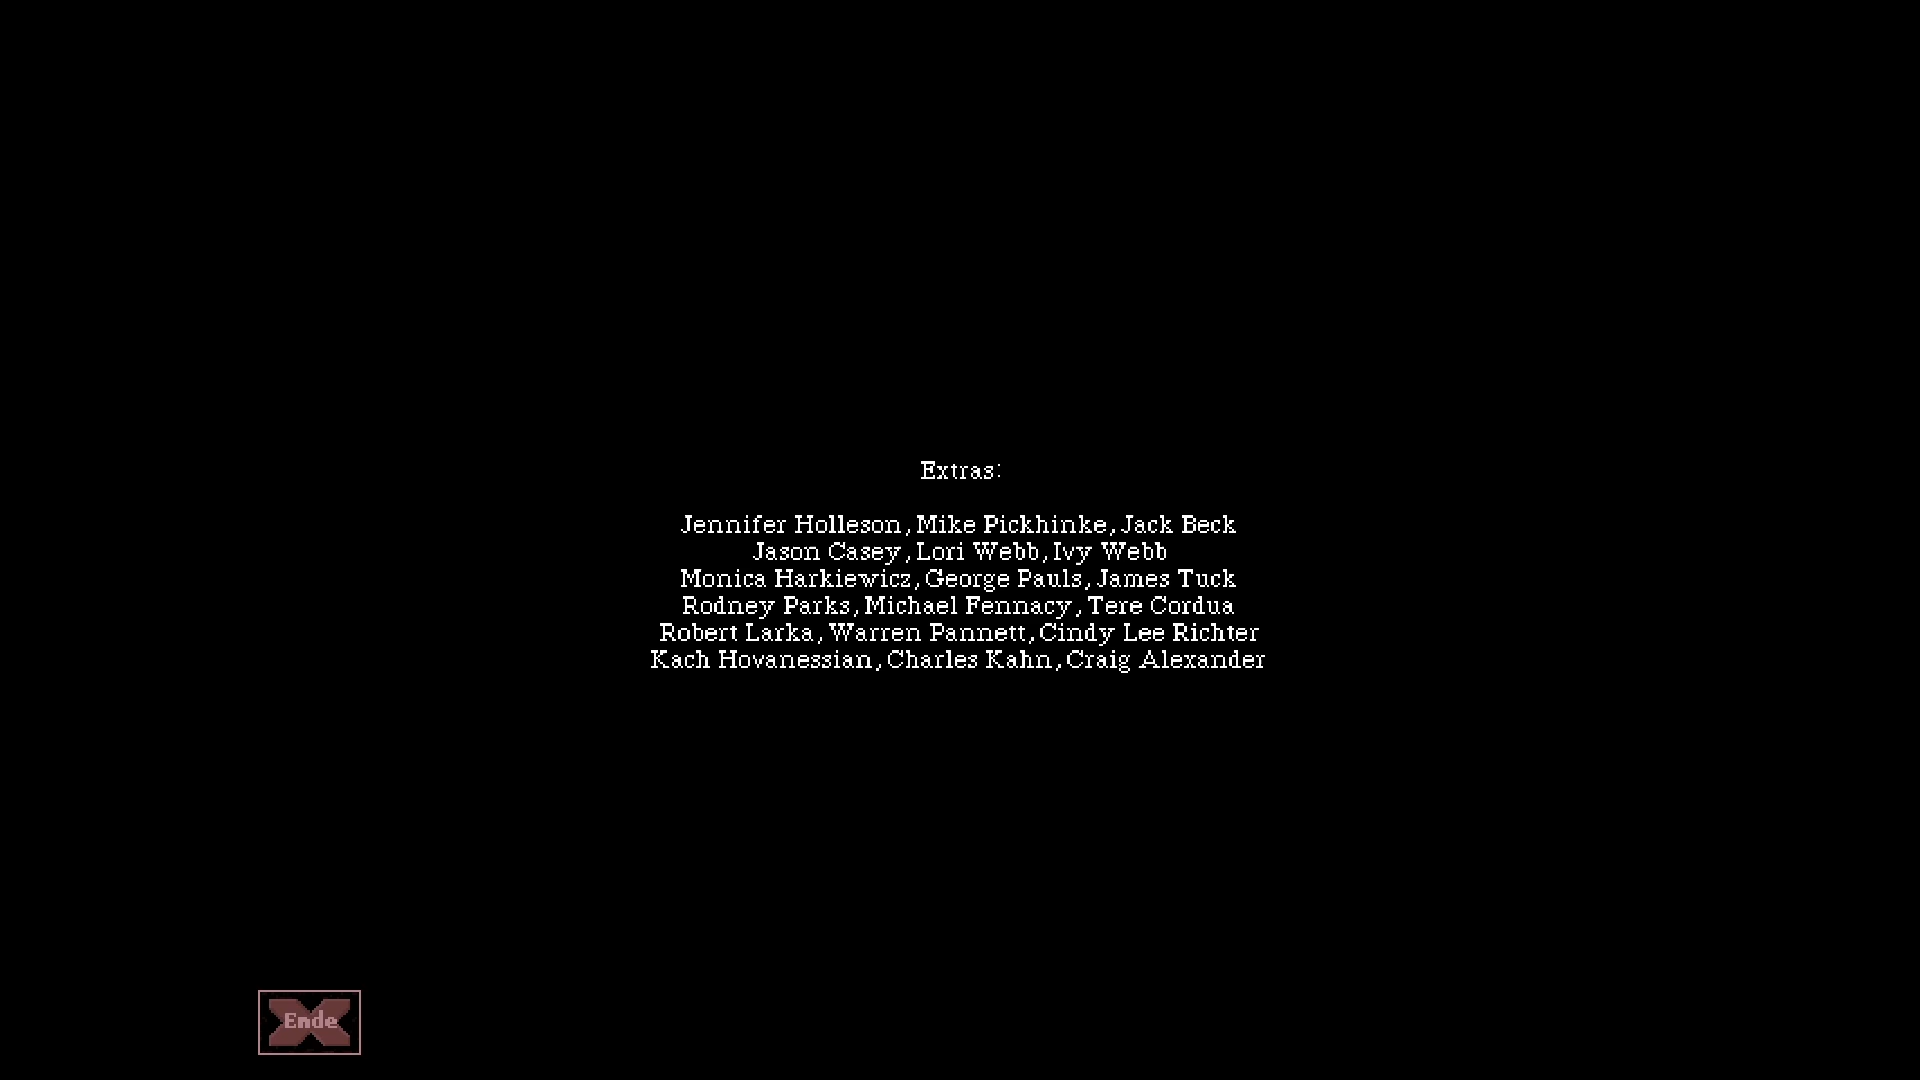 Extras:
Jennifer Holleson, Mike Pickhinke, Jack Beck
Jason Casey, Lori Webb, Ivy Webb
Monica Harkiewicz, George Pauls, James Tuck
Rodney Parks, Michael Fennacy, Tere Cordua
Robert Larka, Warren Pannett, Cindy Lee Richter
Kach Hovanessian, Charles Kahn, Craig Alexander
Ende